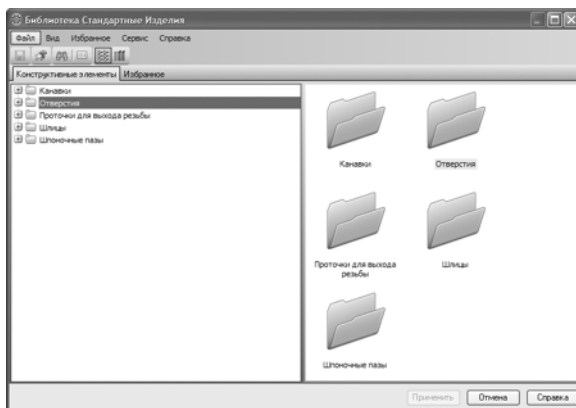 Библиотека Стандартные Изделия
Файл Вид Избранное Сервис Справка
Конструктивные элементы Избранное
Канавки
Отверстия
Проточки для выхода резьбы
Шлицы
Шпоночные пазы
Канавки Отверстия
Проточки для выхода резьбы Шлицы
Шпоночные пазы
Применить Отмена Справка